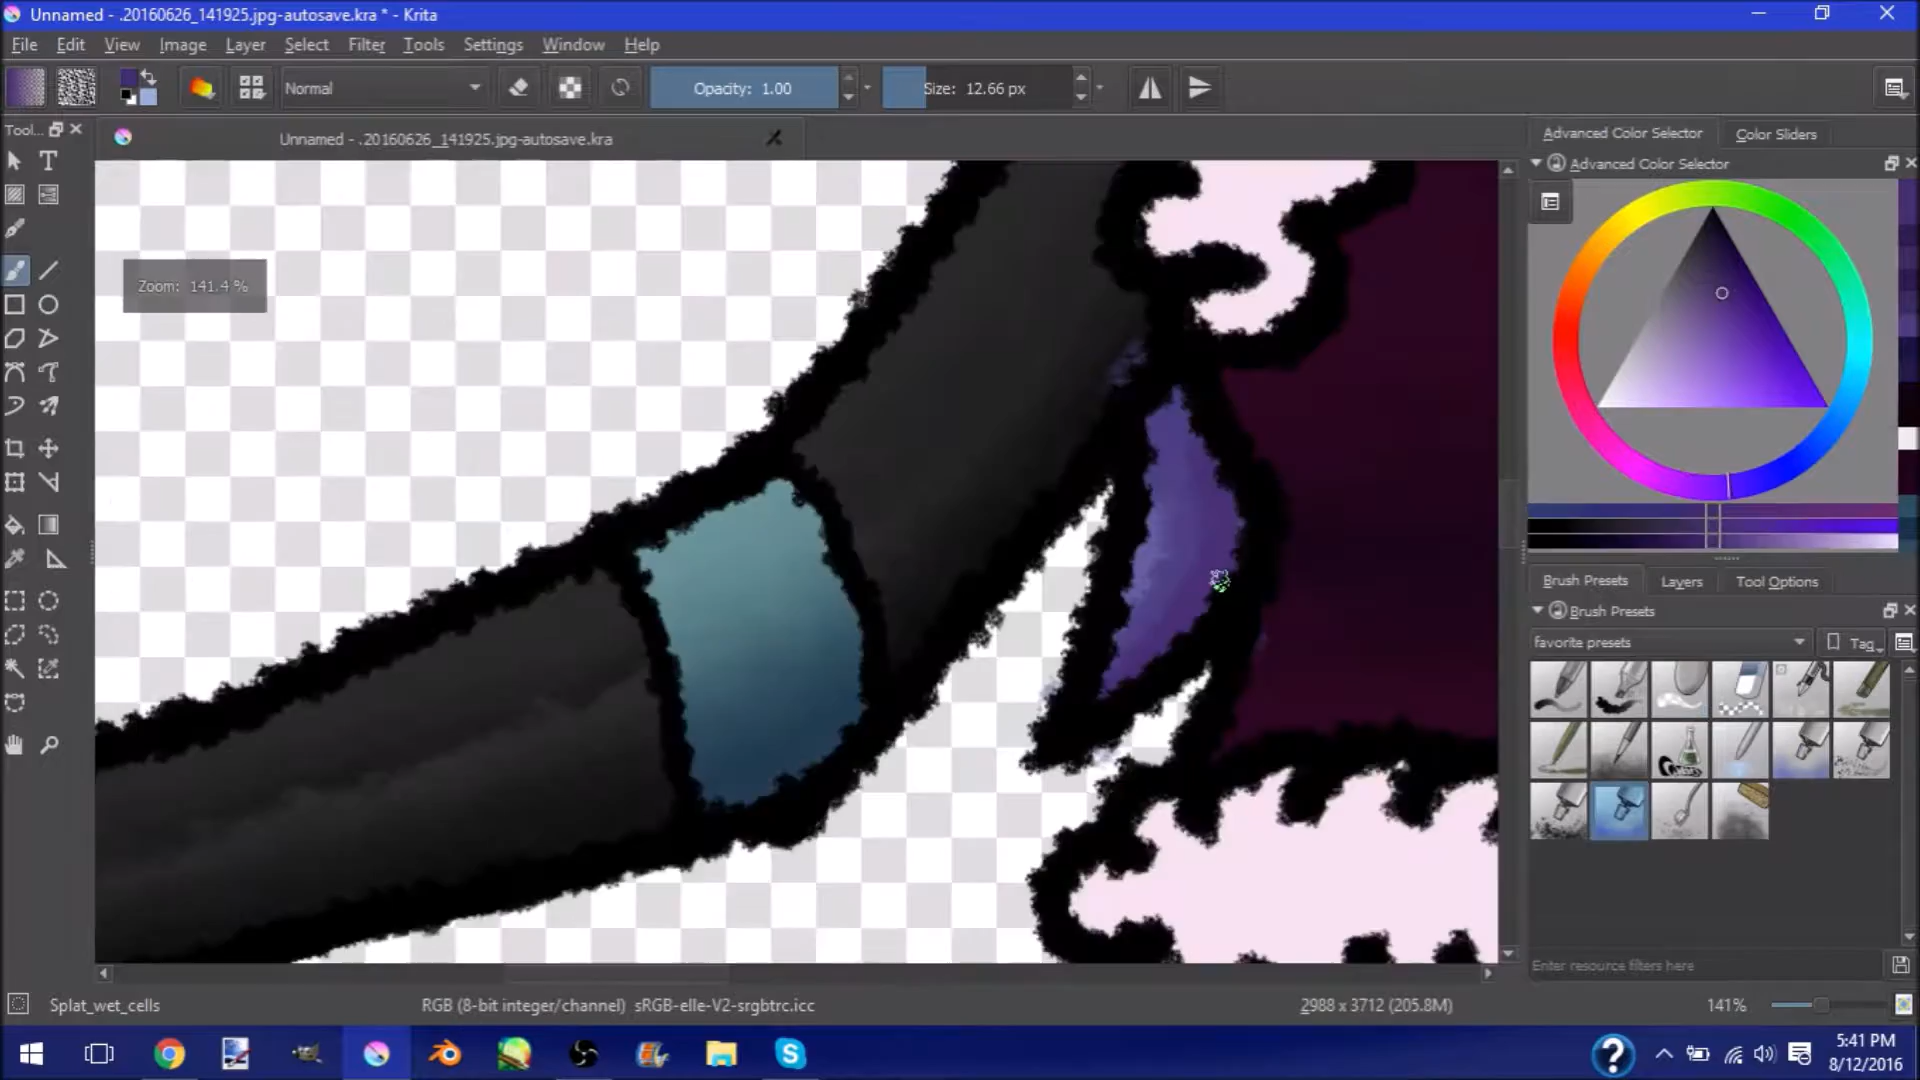 Unnamed - .20160626_141925.jpg-autosave.kra * - Krita
File Edit View Image Layer Select Filter Tools Settings Window Help
Normal Opacity: 1.00 Size: 12.66 px
Tool... Unnamed - .20160626_141925.jpg-autosave.kra
Advanced Color Selector Color Sliders
Advanced Color Selector
T
Zoom: 141.4 %
Brush Presets Layers Tool Options
Brush Presets
favorite presets Tag
Enter resource filters here
Splat_wet_cells RGB (8-bit integer/channel) sRGB-elle-V2-srgbtrc.icc 2988 x 3712 (205.8M) 141%
5:41 PM
8/12/2016